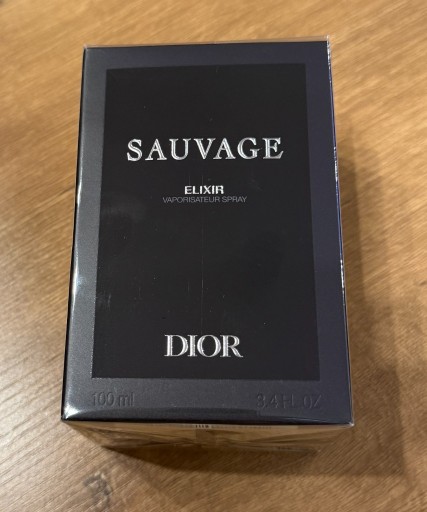 SAUVAGE
ELIXIR
VAPORISATEUR SPRAY
DIOR
100 ml 3.4 FL. OZ